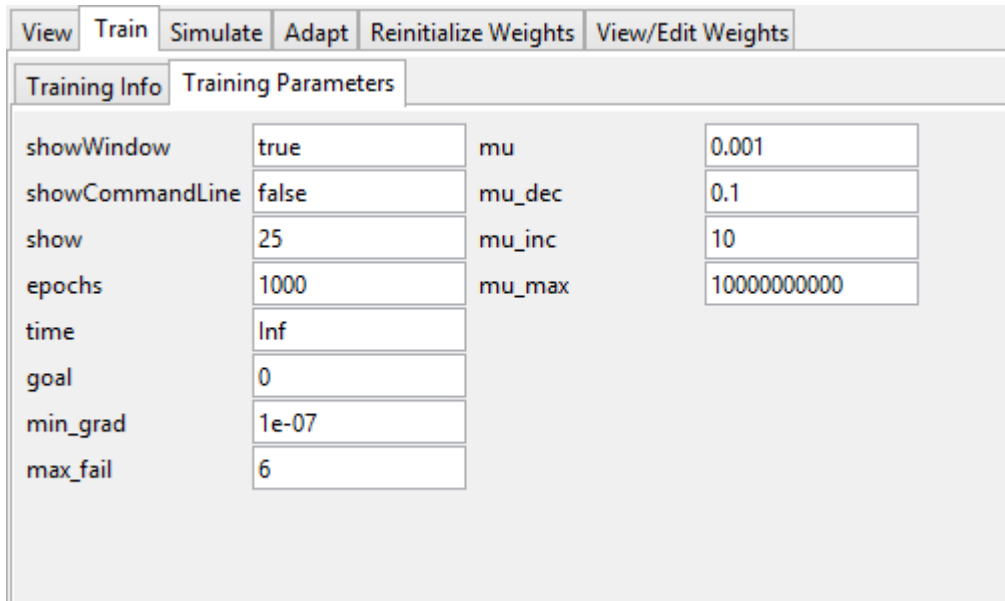 View Train Simulate Adapt Reinitialize Weights View/Edit Weights
Training Info Training Parameters
showWindow true mu 0.001
showCommandLine false mu_dec 0.1
show 25 mu_inc 10
epochs 1000 mu_max 10000000000
time Inf
goal 0
min_grad 1e-07
max_fail 6